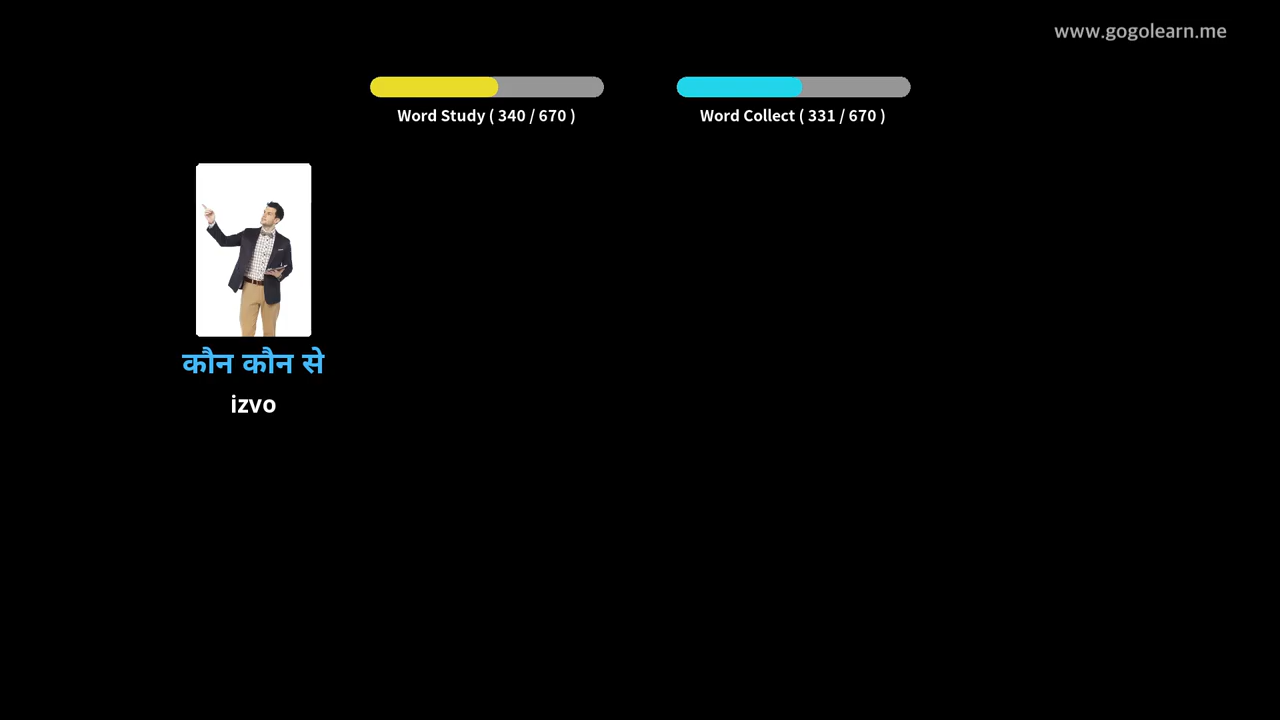 www.gogolearn.me
Word Study ( 340 / 670 )
Word Collect ( 331 / 670 )
कौन कौन से
izvo